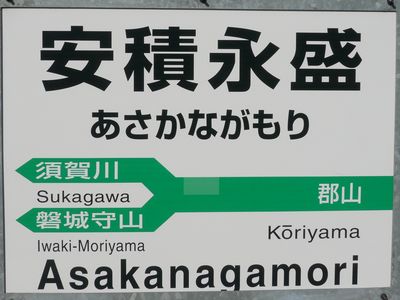 安積永盛
あさかながもり
須賀川
Sukagawa
磐城守山
Iwaki-Moriyama
郡山
Kōriyama
Asakanagamori